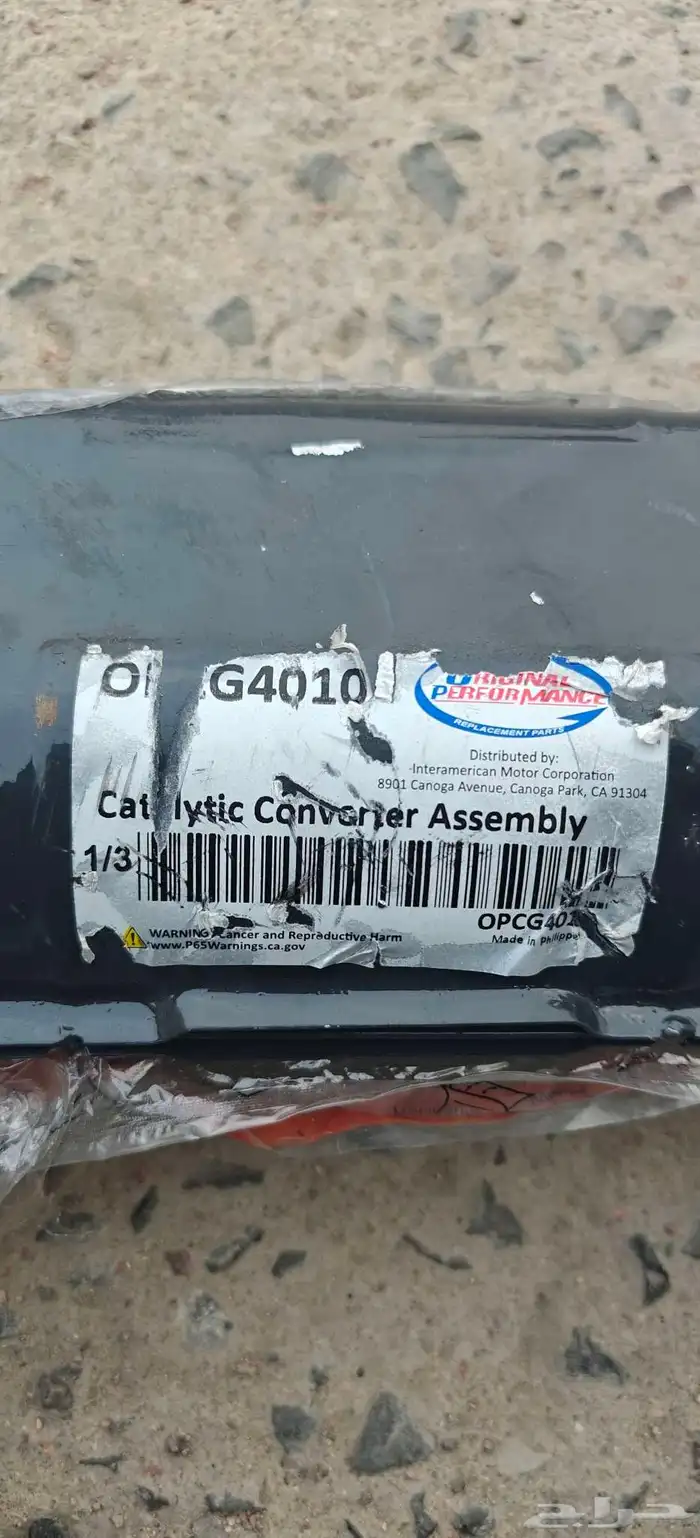 G4010
ORIGINAL
PERFORMANCE
REPLACEMENT PARTS
Distributed by:
Interamerican Motor Corporation
8901 Canoga Avenue, Canoga Park, CA 91304
Catalytic Converter Assembly
1/3
OPCG401
WARNING: Cancer and Reproductive Harm
www.P65Warnings.ca.gov
Made in Philippe
حراج